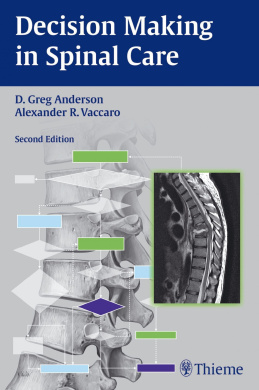 Decision Making
in Spinal Care
D. Greg Anderson
Alexander R. Vaccaro
Second Edition
Thieme